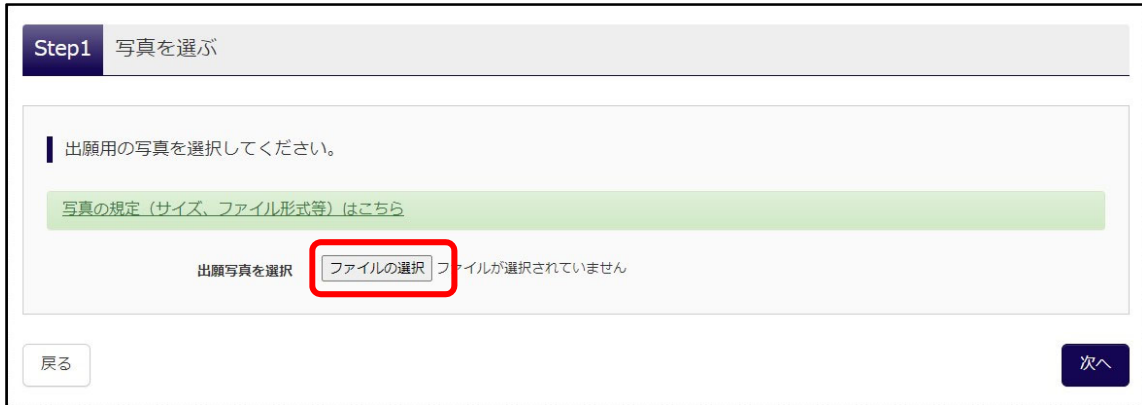 Step1 写真を選ぶ
出願用の写真を選択してください。
写真の規定（サイズ、ファイル形式等）はこちら
出願写真を選択 ファイルの選択 ファイルが選択されていません
戻る 次へ